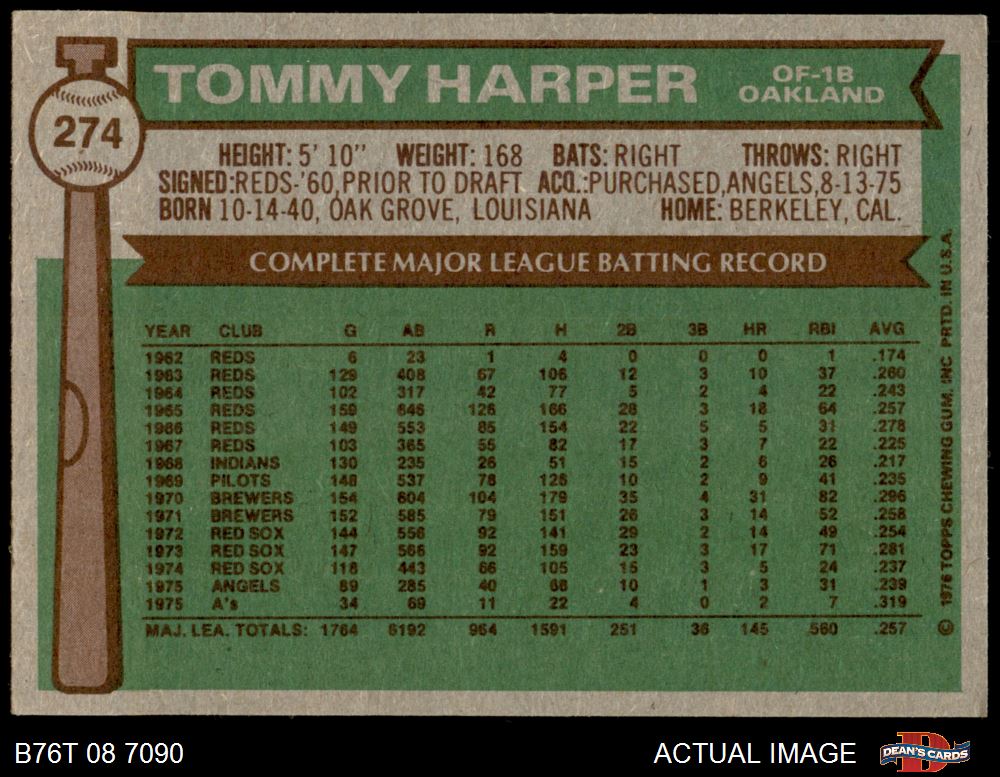 274
TOMMY HARPER
OF-1B
OAKLAND
HEIGHT: 5' 10" WEIGHT: 168 BATS: RIGHT THROWS: RIGHT
SIGNED: REDS-'60, PRIOR TO DRAFT ACQ.: PURCHASED, ANGELS, 8-13-75
BORN 10-14-40, OAK GROVE, LOUISIANA HOME: BERKELEY, CAL.
COMPLETE MAJOR LEAGUE BATTING RECORD
YEAR CLUB G AB R H 2B 3B HR RBI AVG
1962 REDS 6 23 1 4 0 0 0 1 .174
1963 REDS 129 408 67 106 12 3 10 37 .260
1964 REDS 102 317 42 77 5 2 4 22 .243
1965 REDS 159 646 126 166 28 3 18 64 .257
1966 REDS 149 553 85 154 22 5 5 31 .278
1967 REDS 103 365 55 82 17 3 7 22 .225
1968 INDIANS 130 235 26 51 15 2 6 26 .217
1969 PILOTS 148 537 78 126 10 2 9 41 .235
1970 BREWERS 154 604 104 179 35 4 31 82 .296
1971 BREWERS 152 585 79 151 26 3 14 52 .258
1972 RED SOX 144 556 92 141 29 2 14 49 .254
1973 RED SOX 147 566 92 159 23 3 17 71 .281
1974 RED SOX 118 443 66 105 15 3 5 24 .237
1975 ANGELS 89 285 40 68 10 1 3 31 .239
1975 A's 34 69 11 22 4 0 2 7 .319
MAJ. LEA. TOTALS: 1764 6192 964 1591 251 36 145 560 .257
© 1976 TOPPS CHEWING GUM, INC. PRTD. IN U.S.A.
B76T 08 7090
ACTUAL IMAGE
DEAN'S CARDS